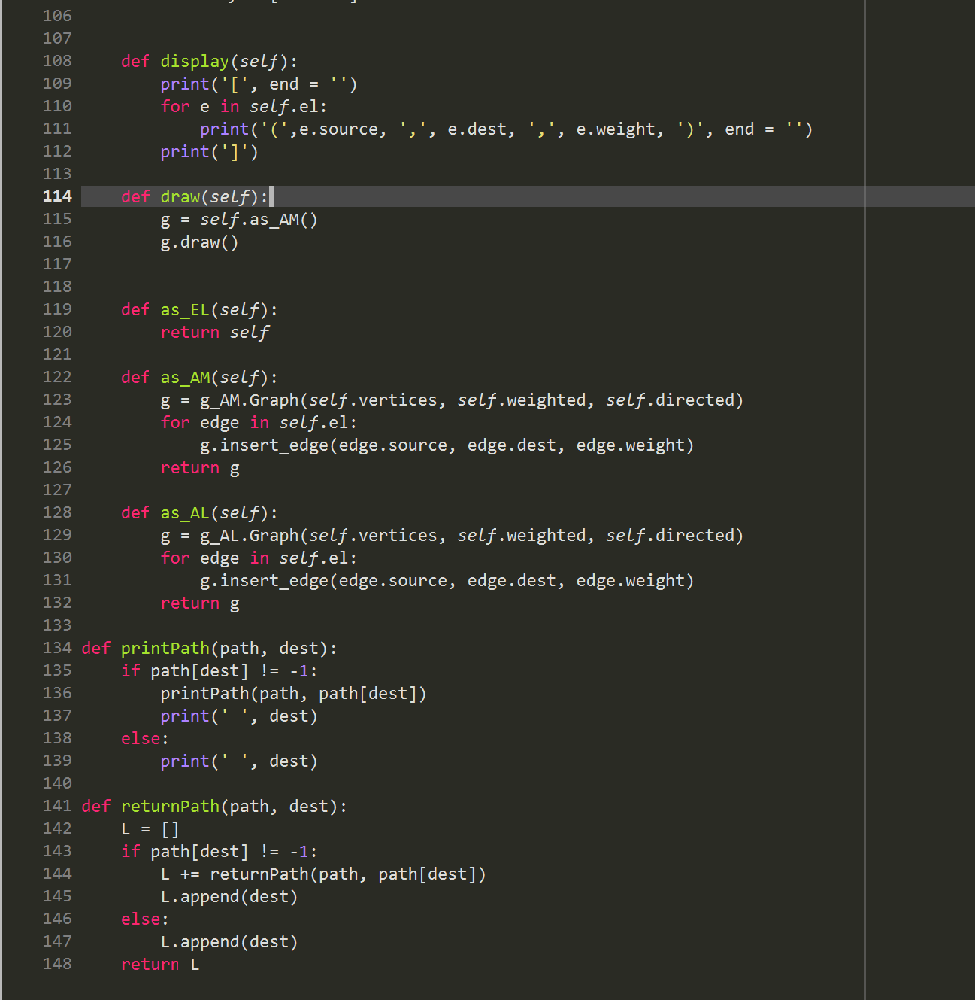 106
107
108     def display(self):
109         print('[', end = '')
110         for e in self.el:
111             print('(',e.source, ',', e.dest, ',', e.weight, ')', end = '')
112         print(']')
113
114     def draw(self):
115         g = self.as_AM()
116         g.draw()
117
118
119     def as_EL(self):
120         return self
121
122     def as_AM(self):
123         g = g_AM.Graph(self.vertices, self.weighted, self.directed)
124         for edge in self.el:
125             g.insert_edge(edge.source, edge.dest, edge.weight)
126         return g
127
128     def as_AL(self):
129         g = g_AL.Graph(self.vertices, self.weighted, self.directed)
130         for edge in self.el:
131             g.insert_edge(edge.source, edge.dest, edge.weight)
132         return g
133
134 def printPath(path, dest):
135     if path[dest] != -1:
136         printPath(path, path[dest])
137         print(' ', dest)
138     else:
139         print(' ', dest)
140
141 def returnPath(path, dest):
142     L = []
143     if path[dest] != -1:
144         L += returnPath(path, path[dest])
145         L.append(dest)
146     else:
147         L.append(dest)
148     return L